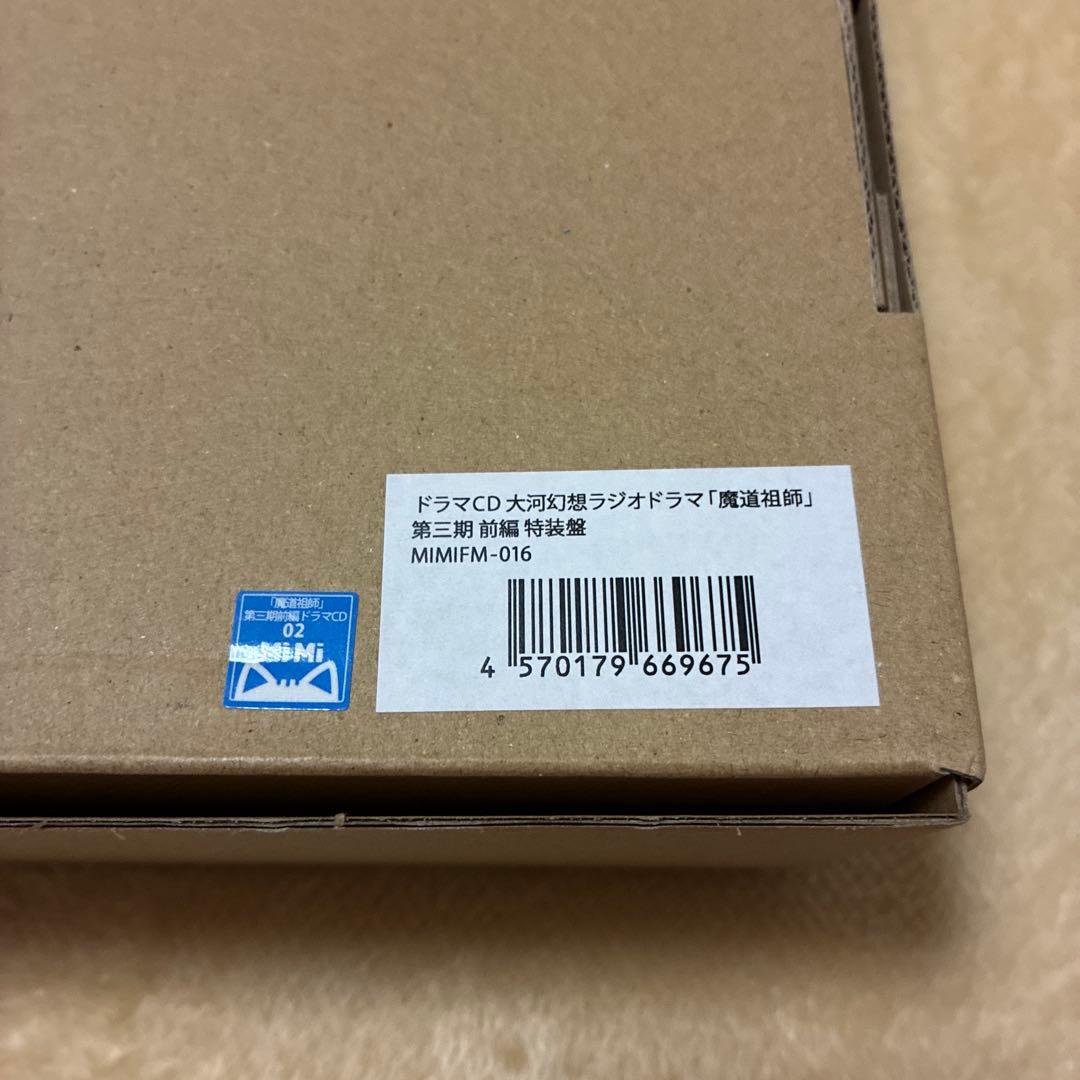 ドラマCD 大河幻想ラジオドラマ「魔道祖師」
第三期 前編 特装盤
MIMIFM-016
4 570179 669675
「魔道祖師」
第三期前編ドラマCD
02
MiMi